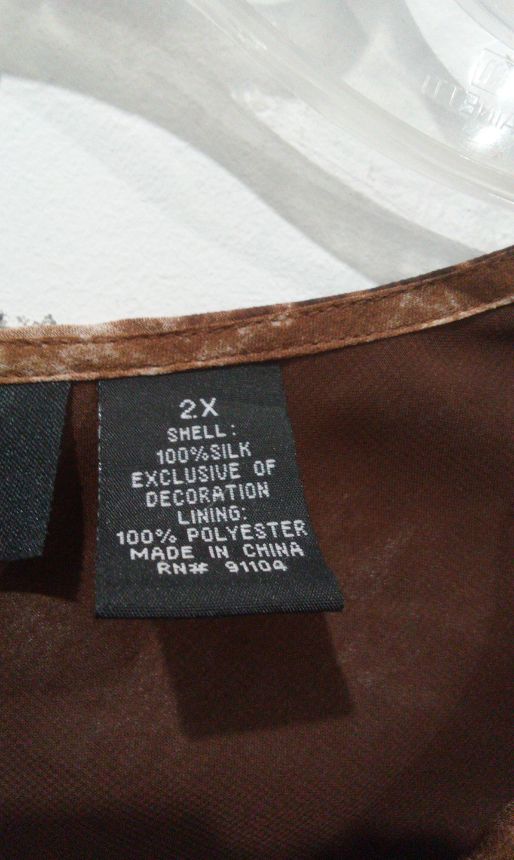 2X
SHELL:
100%SILK
EXCLUSIVE OF
DECORATION
LINING:
100% POLYESTER
MADE IN CHINA
RN# 91104